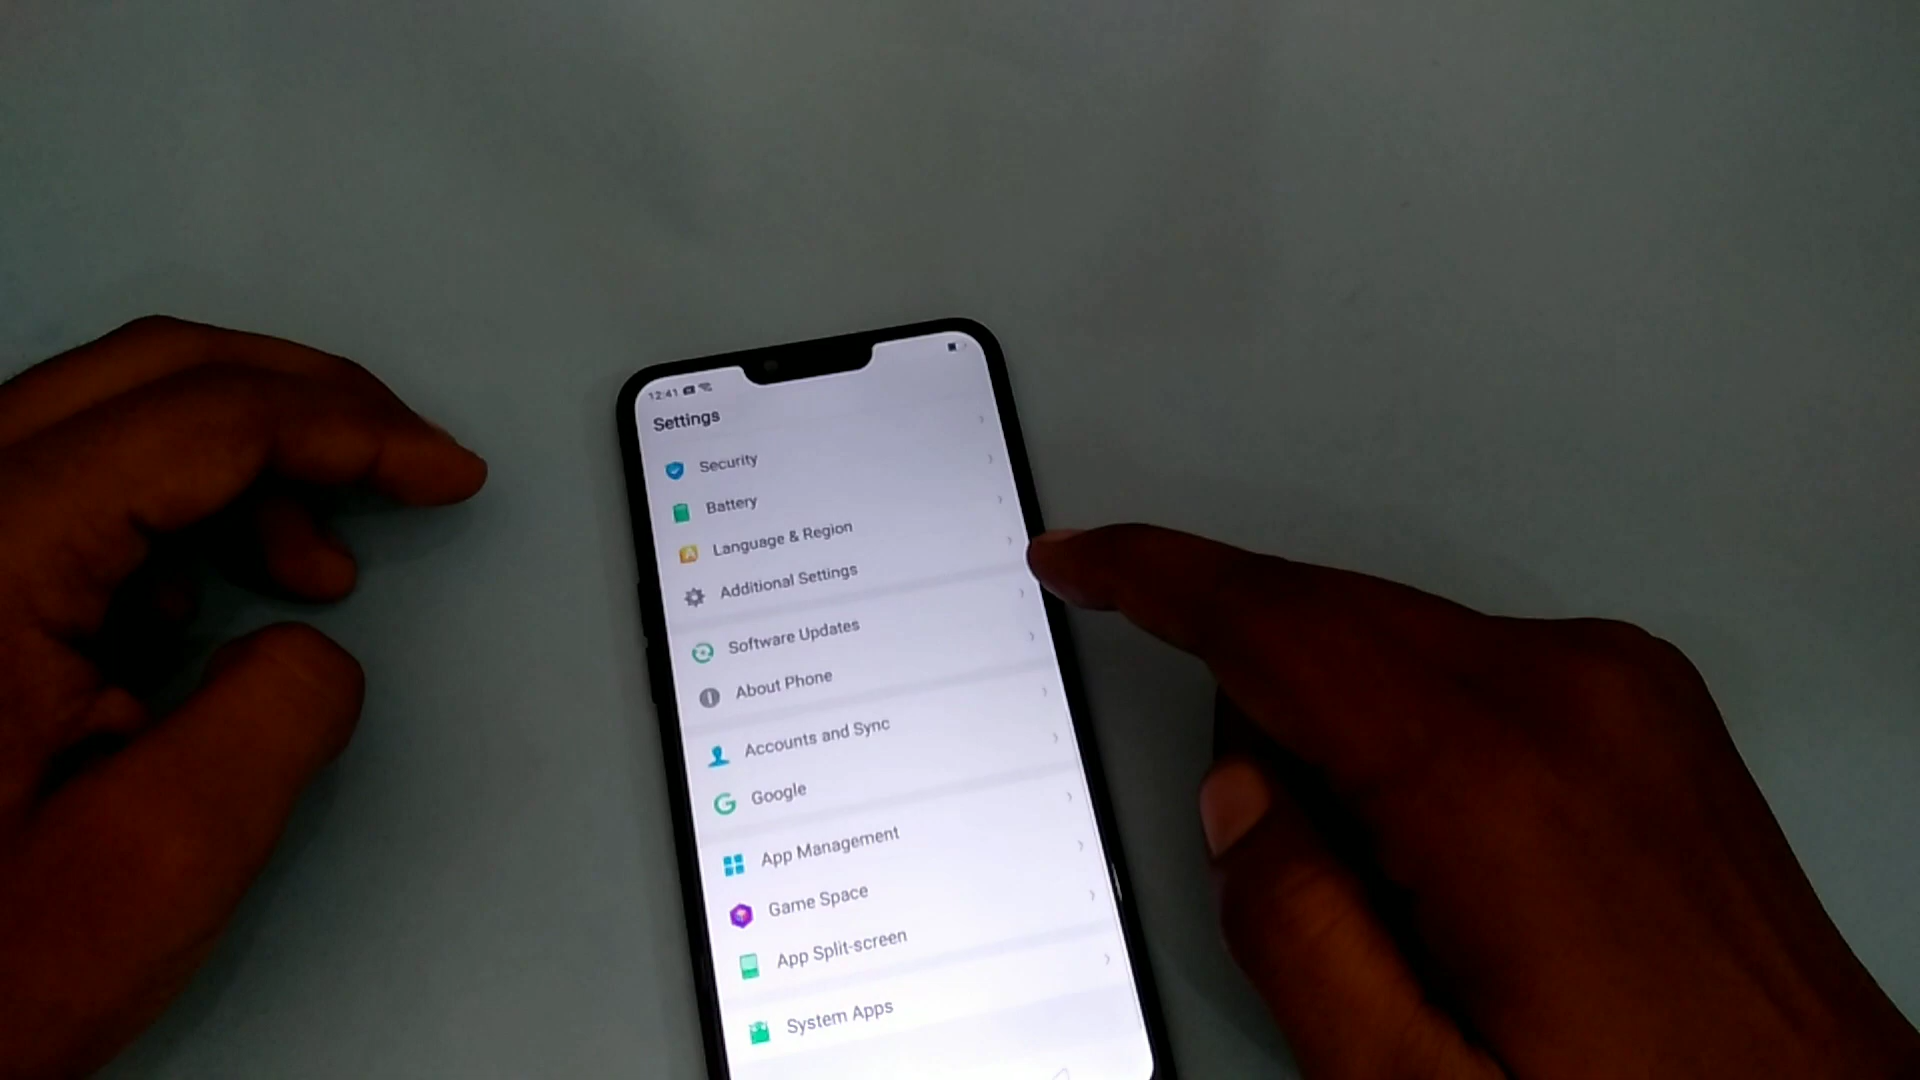 12:41
Settings
Security
Battery
Language & Region
Additional Settings
Software Updates
About Phone
Accounts and Sync
Google
App Management
Game Space
App Split-screen
System Apps